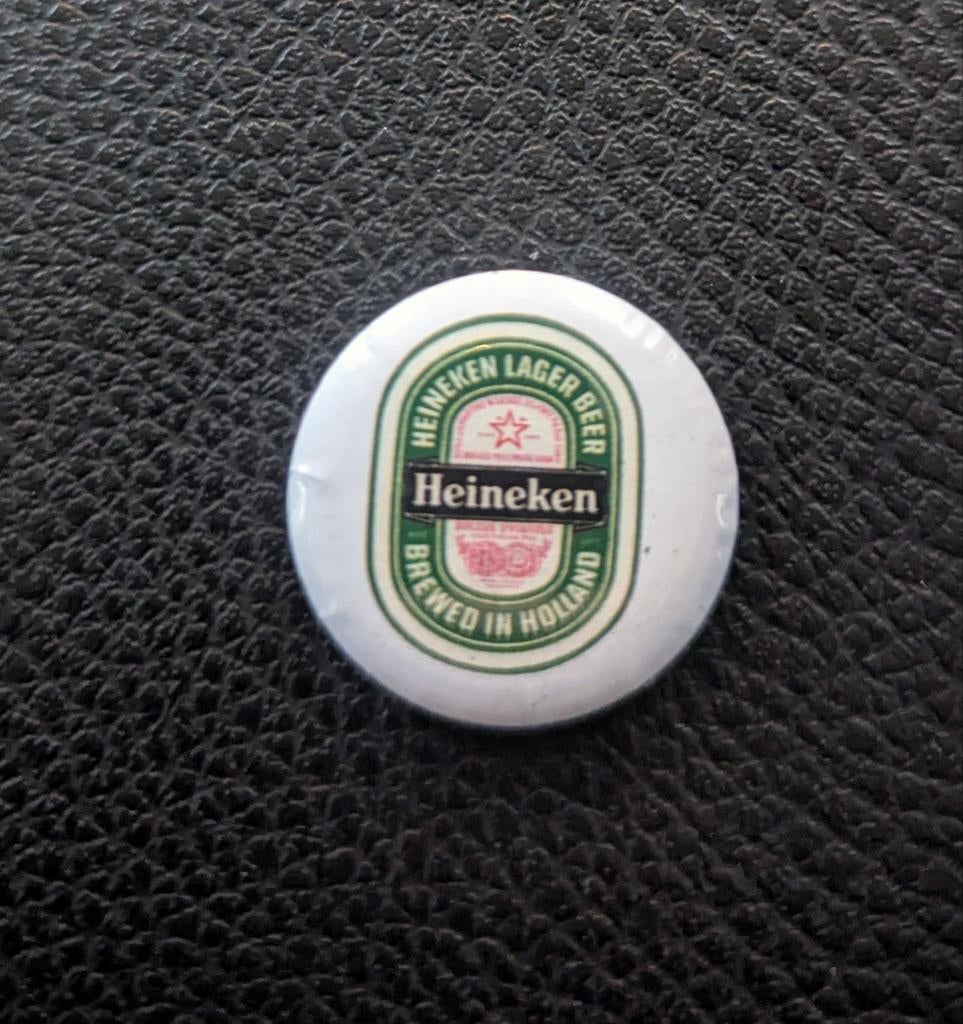 HEINEKEN LAGER BEER
Heineken
BREWED IN HOLLAND